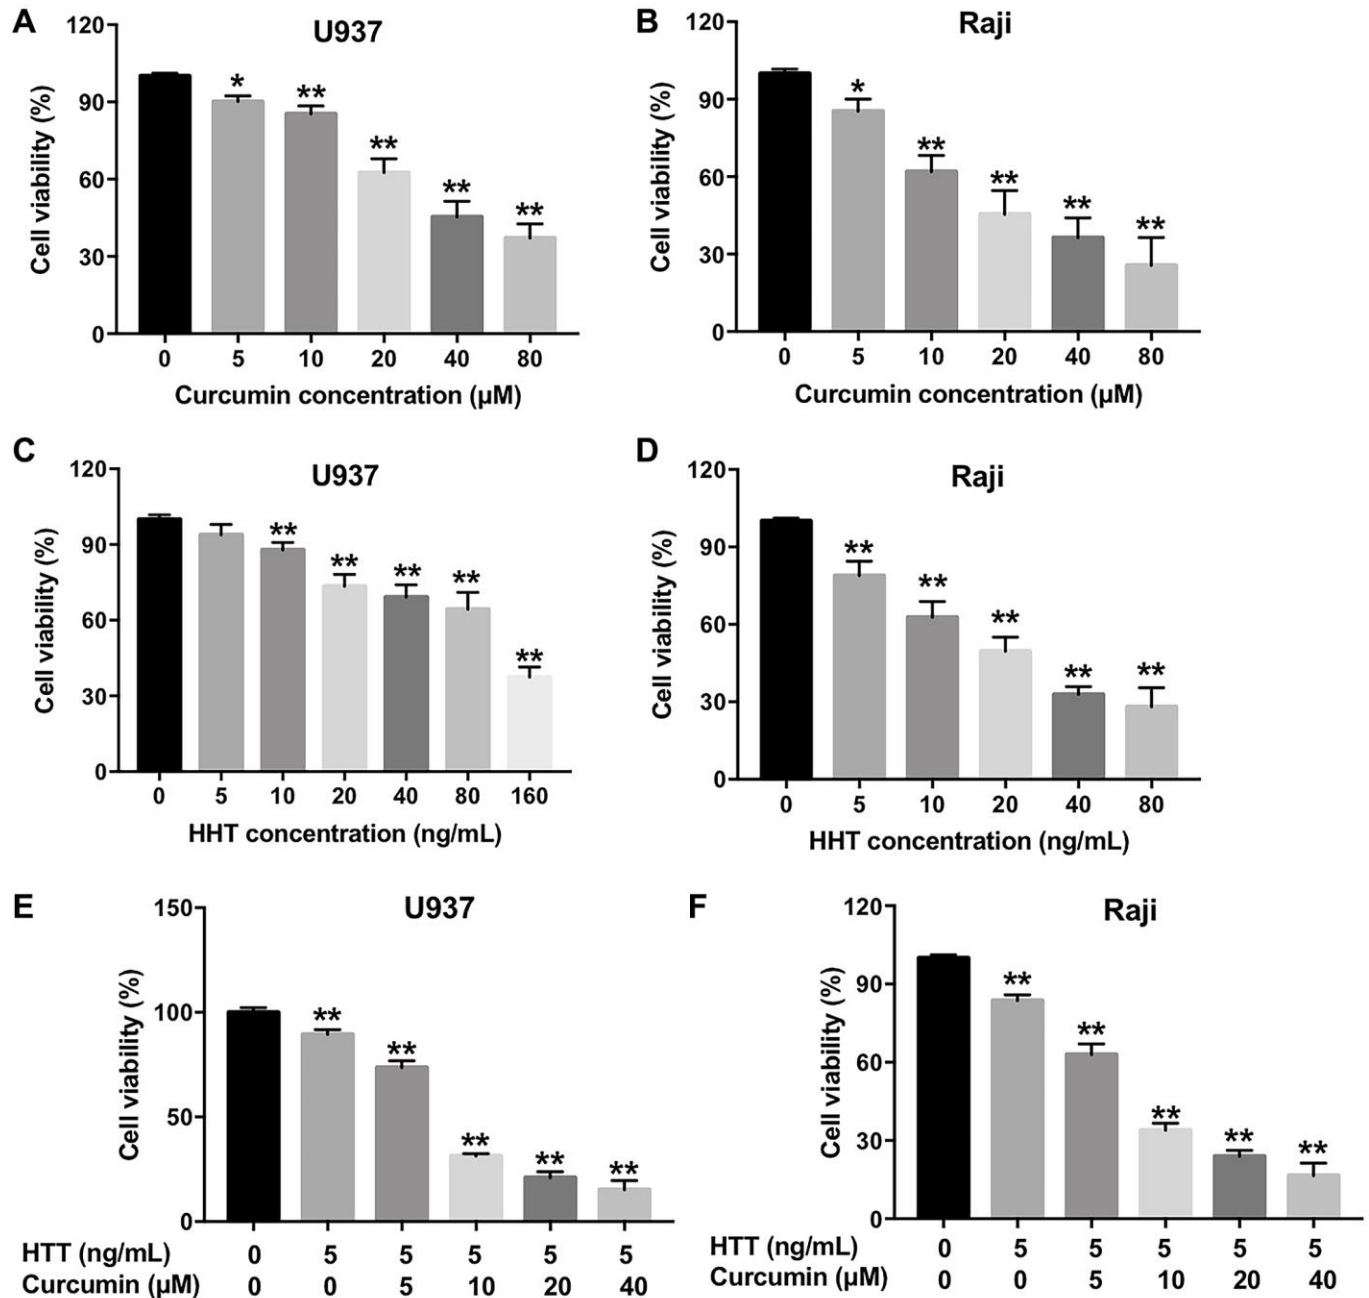 A
U937
120
90
60
30
0
Cell viability (%)
*
**
**
**
**
0 5 10 20 40 80
Curcumin concentration (µM)
B
Raji
120
90
60
30
0
Cell viability (%)
*
**
**
**
**
0 5 10 20 40 80
Curcumin concentration (µM)
C
U937
120
90
60
30
0
Cell viability (%)
**
**
**
**
**
0 5 10 20 40 80 160
HHT concentration (ng/mL)
D
Raji
120
90
60
30
0
Cell viability (%)
**
**
**
**
**
0 5 10 20 40 80
HHT concentration (ng/mL)
E
U937
150
100
50
0
Cell viability (%)
**
**
**
**
**
HTT (ng/mL) 0 5 5 5 5 5
Curcumin (µM) 0 0 5 10 20 40
F
Raji
120
90
60
30
0
Cell viability (%)
**
**
**
**
**
HTT (ng/mL) 0 5 5 5 5 5
Curcumin (µM) 0 0 5 10 20 40